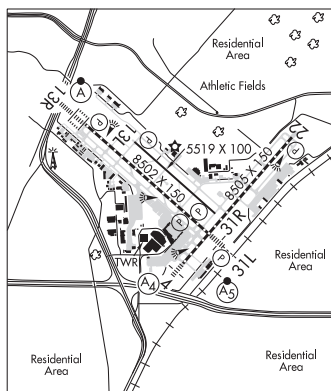 Residential
Area
Athletic Fields
A
13R
13L
P
5519 X 100
22
P
8502 X 150
8505 X 150
P
P
31R
31L
P
TWR
4
A4
A5
Residential
Area
Residential
Area
Residential
Area